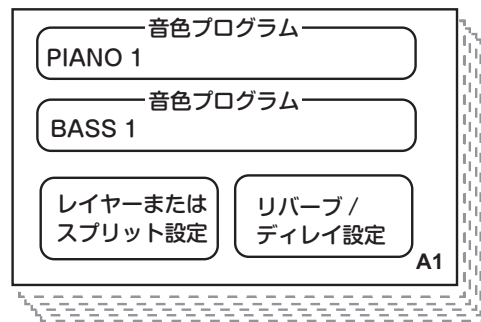 音色プログラム
PIANO 1
音色プログラム
BASS 1
レイヤーまたは
スプリット設定
リバーブ /
ディレイ設定
A1